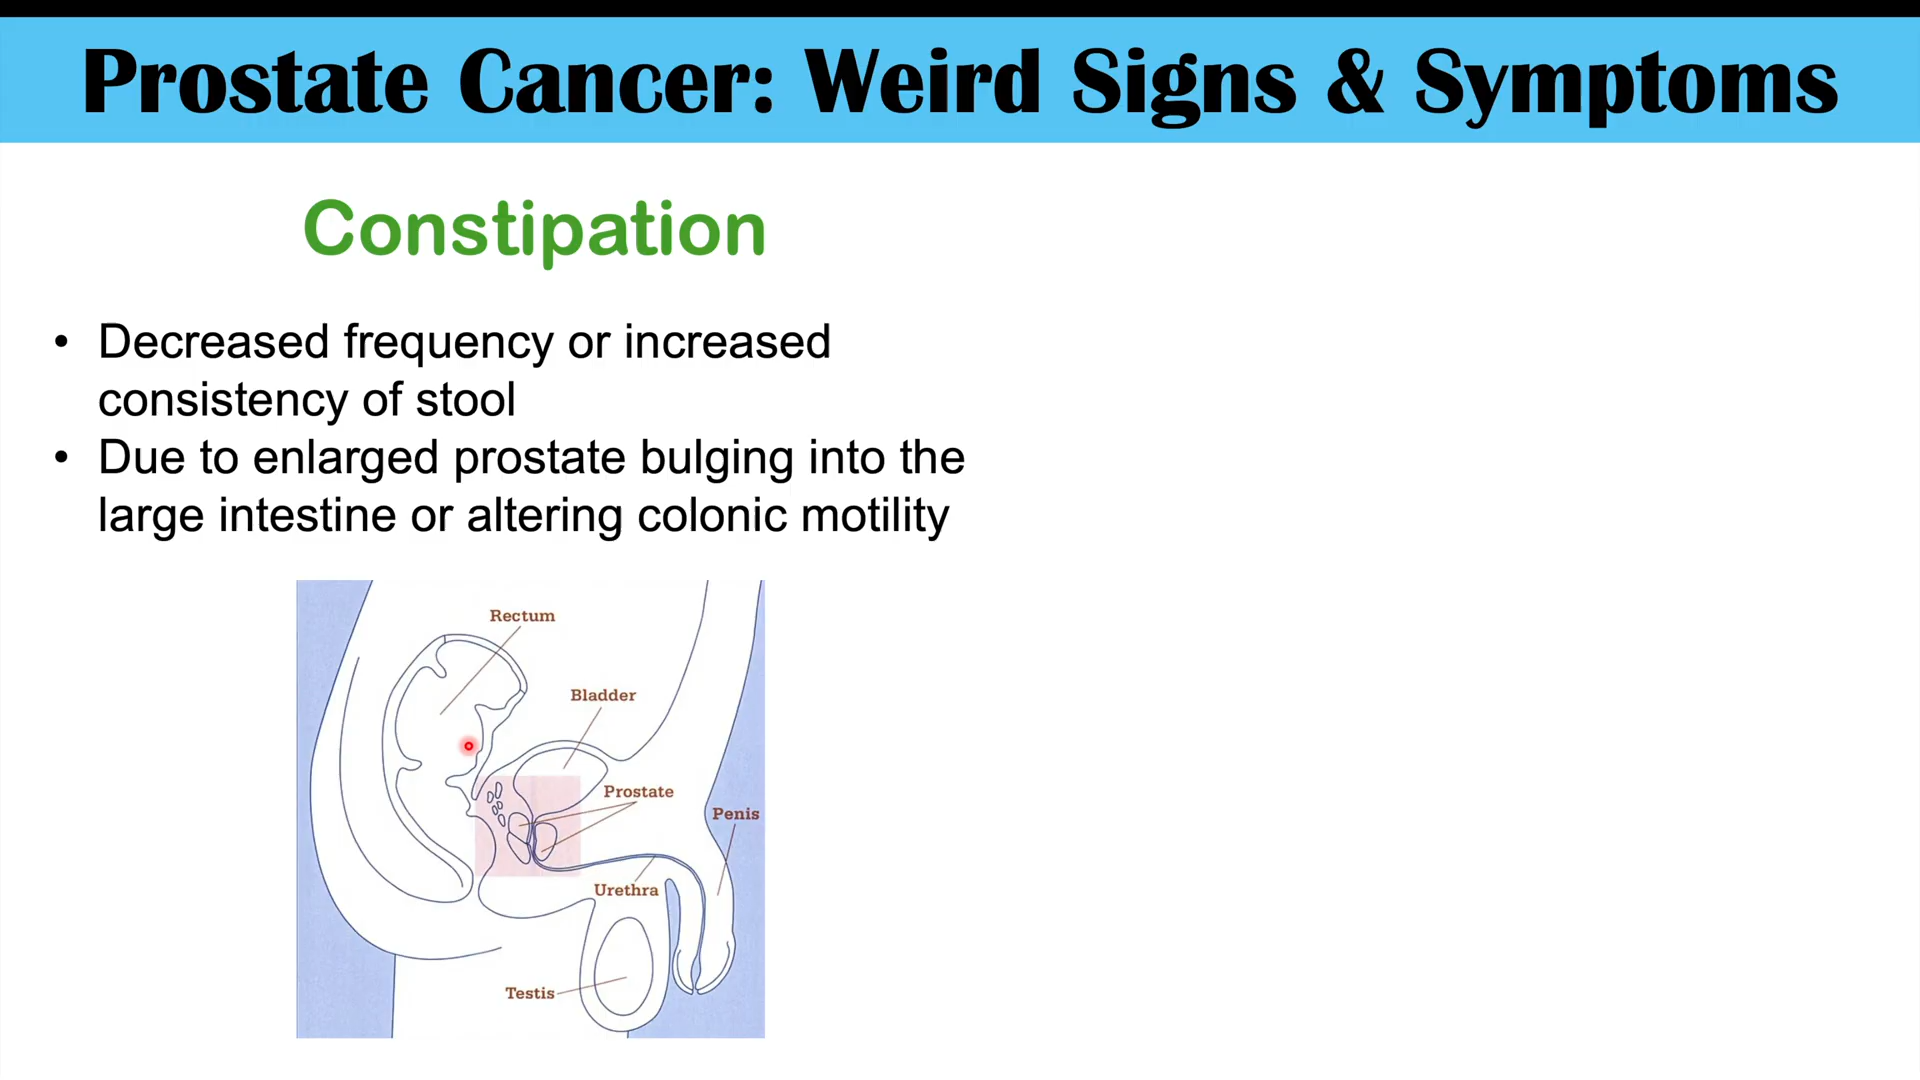 Prostate Cancer: Weird Signs & Symptoms
Constipation
• Decreased frequency or increased
consistency of stool
• Due to enlarged prostate bulging into the
large intestine or altering colonic motility
Rectum
Bladder
Prostate
Penis
Urethra
Testis